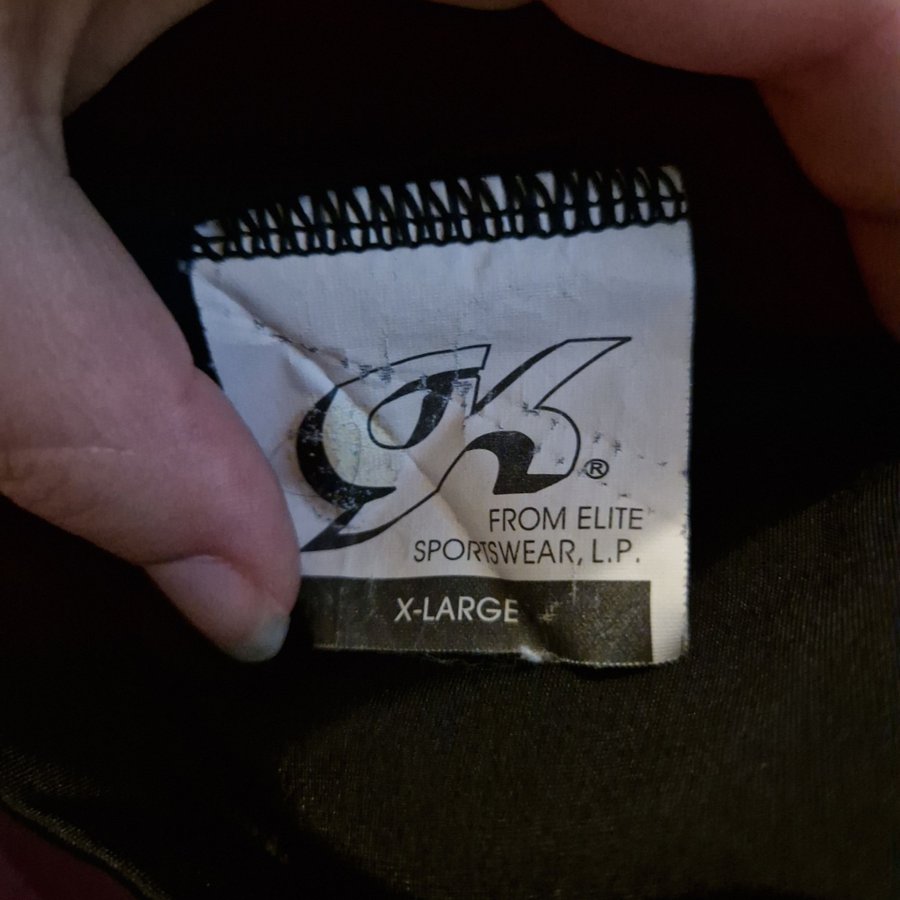 GK®
FROM ELITE
SPORTSWEAR, L.P.
X-LARGE